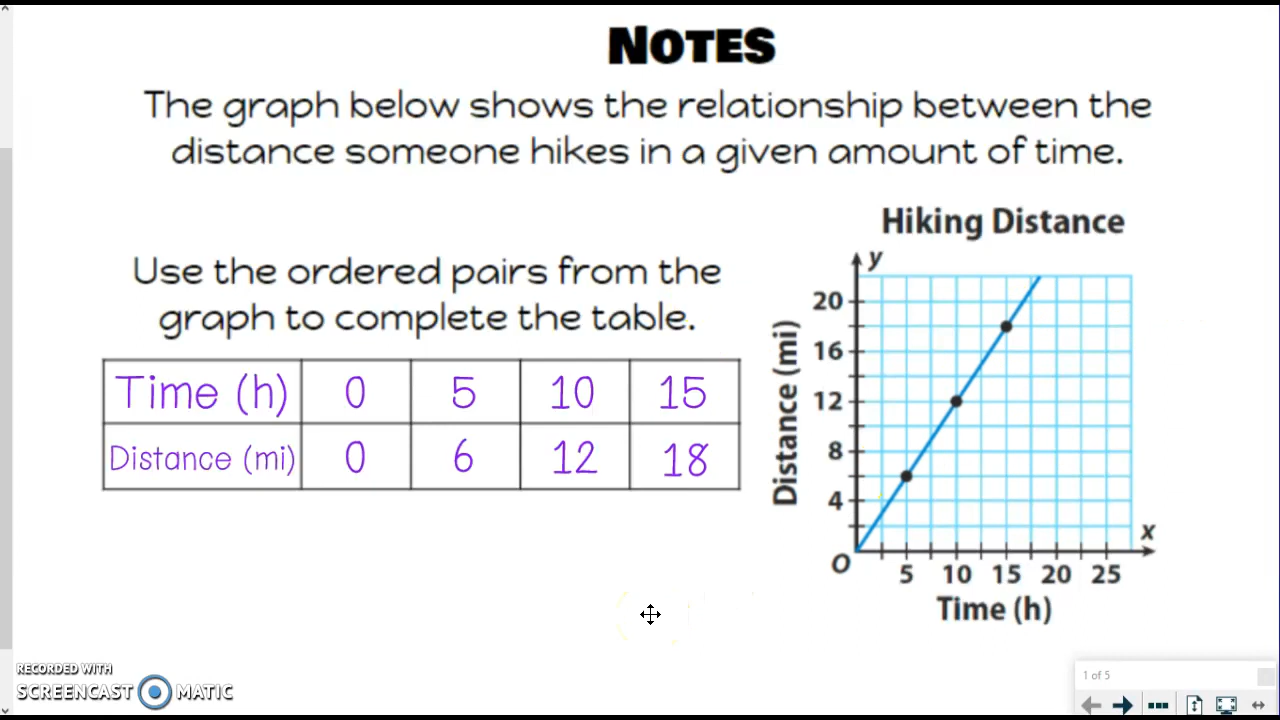 NOTES
The graph below shows the relationship between the
distance someone hikes in a given amount of time.
Use the ordered pairs from the
graph to complete the table.
Time (h) 0 5 10 15
Distance (mi) 0 6 12 18
Hiking Distance
y
20
16
12
8
4
O
5 10 15 20 25
x
Distance (mi)
Time (h)
RECORDED WITH
SCREENCAST MATIC
1 of 5